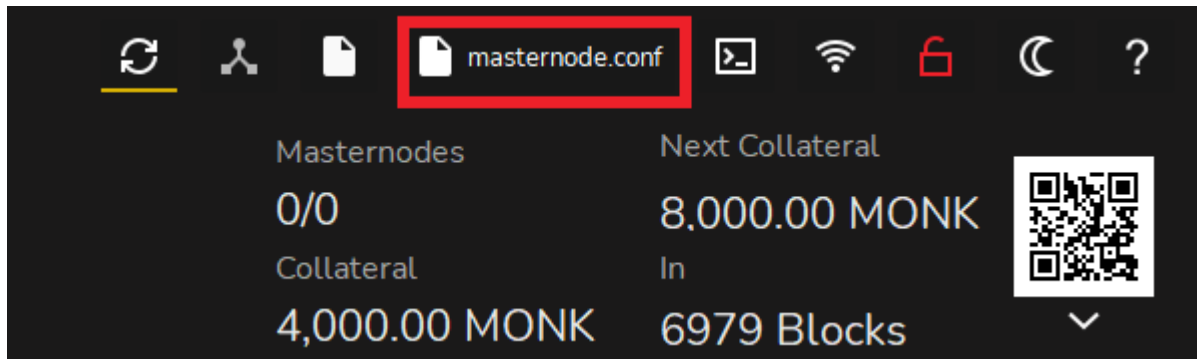 masternode.conf
?
Masternodes
Next Collateral
0/0
8,000.00 MONK
Collateral
In
4,000.00 MONK
6979 Blocks